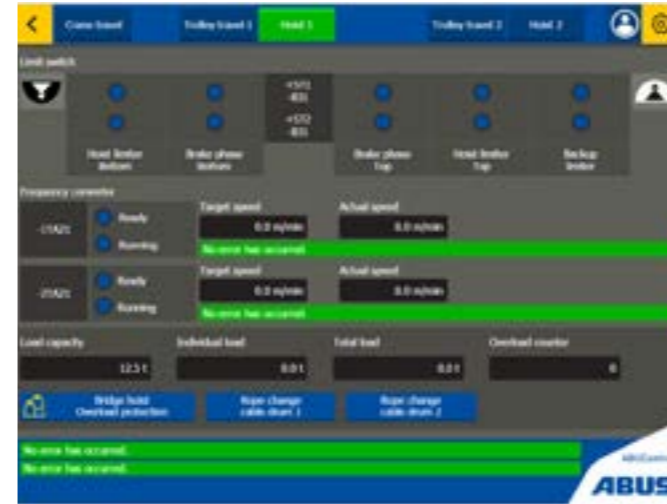 Crane travel
Trolley travel 1
Hoist 1
Trolley travel 2
Hoist 2
Limit switch
Hoist limiter
Bottom
Brake phase
Bottom
Brake phase
Top
Hoist limiter
Top
Backup
limiter
Frequency converter
Ready
Running
Target speed
0.0 m/min
Actual speed
0.0 m/min
No error has occurred.
Ready
Running
Target speed
0.0 m/min
Actual speed
0.0 m/min
No error has occurred.
Load capacity
12.5 t
Individual load
0.0 t
Total load
0.0 t
Overload counter
0
Bridge hoist
Overload protection
Rope change
cable drum 1
Rope change
cable drum 2
No error has occurred.
No error has occurred.
ABUS